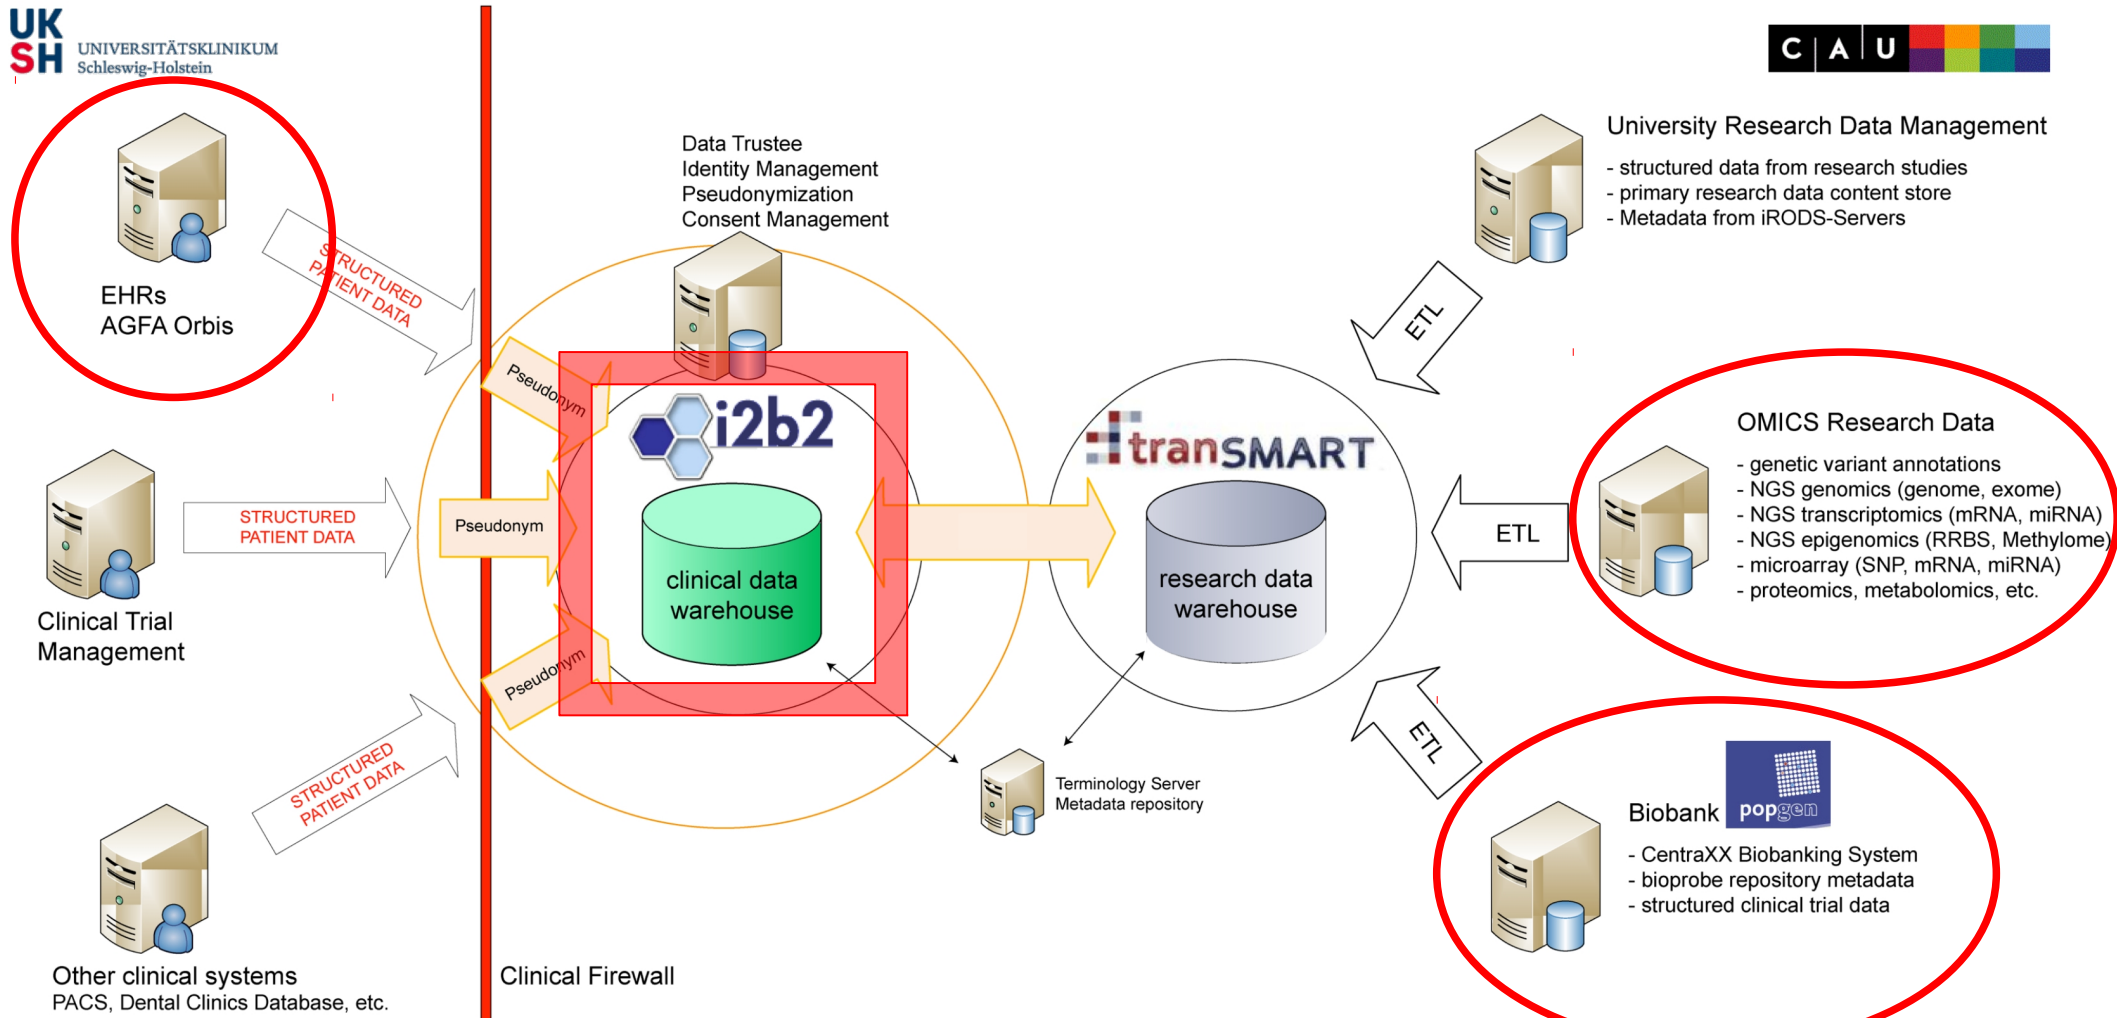 UK
SH
UNIVERSITÄTSKLINIKUM
Schleswig-Holstein
C A U
EHRs
AGFA Orbis
STRUCTURED
PATIENT DATA
Clinical Trial
Management
STRUCTURED
PATIENT DATA
Other clinical systems
PACS, Dental Clinics Database, etc.
STRUCTURED
PATIENT DATA
Clinical Firewall
Data Trustee
Identity Management
Pseudonymization
Consent Management
Pseudonym
Pseudonym
Pseudonym
i2b2
clinical data
warehouse
tranSMART
research data
warehouse
Terminology Server
Metadata repository
University Research Data Management
- structured data from research studies
- primary research data content store
- Metadata from iRODS-Servers
ETL
OMICS Research Data
- genetic variant annotations
- NGS genomics (genome, exome)
- NGS transcriptomics (mRNA, miRNA)
- NGS epigenomics (RRBS, Methylome)
- microarray (SNP, mRNA, miRNA)
- proteomics, metabolomics, etc.
ETL
ETL
Biobank
popgen
- CentraXX Biobanking System
- bioprobe repository metadata
- structured clinical trial data